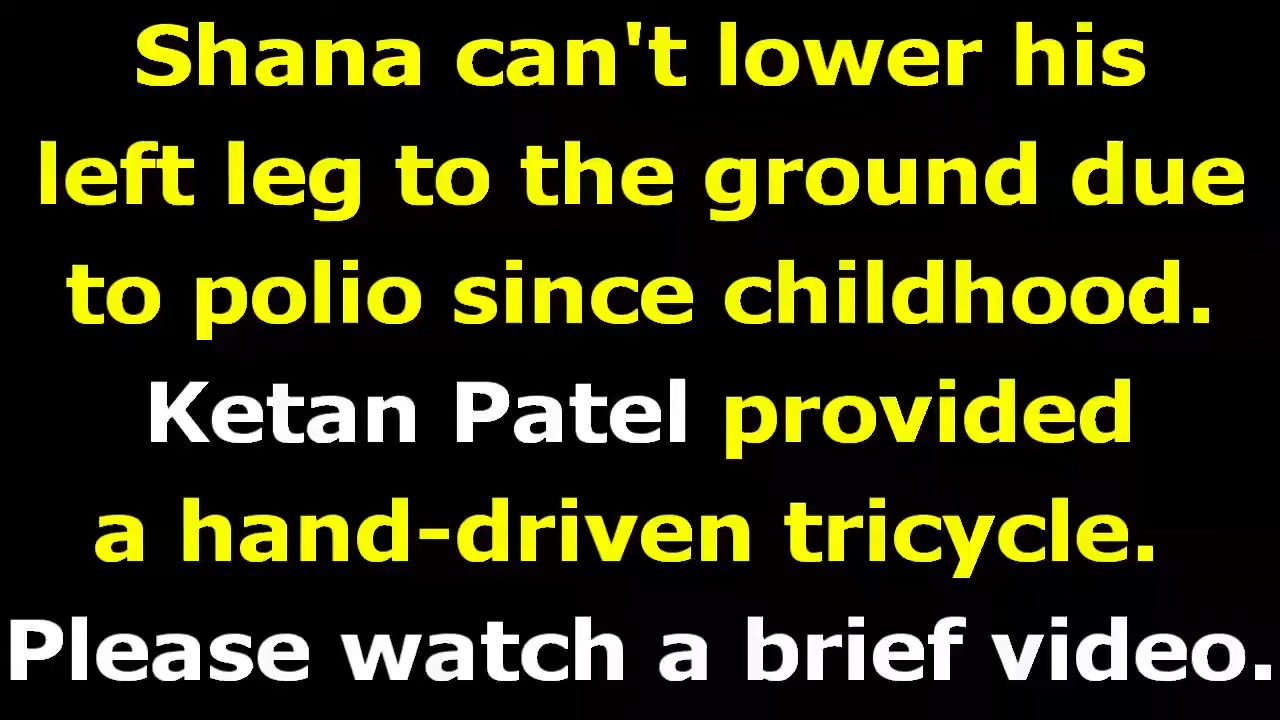 Shana can't lower his
left leg to the ground due
to polio since childhood.
Ketan Patel provided
a hand-driven tricycle.
Please watch a brief video.